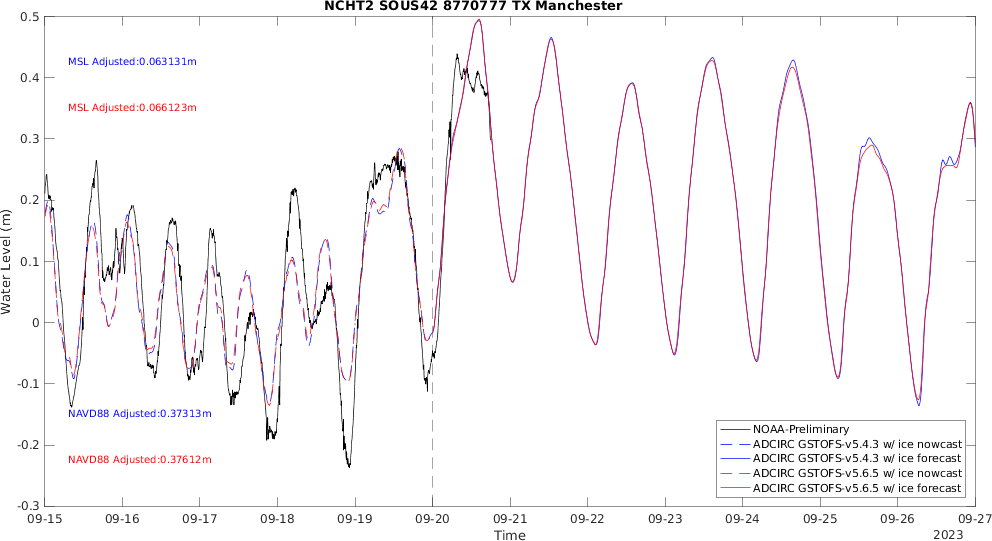 NCHT2 SOUS42 8770777 TX Manchester
0.5
0.4
0.3
0.2
0.1
0
-0.1
-0.2
-0.3
Water Level (m)
MSL Adjusted:0.063131m
MSL Adjusted:0.066123m
NAVD88 Adjusted:0.37313m
NAVD88 Adjusted:0.37612m
NOAA-Preliminary
ADCIRC GSTOFS-v5.4.3 w/ ice nowcast
ADCIRC GSTOFS-v5.4.3 w/ ice forecast
ADCIRC GSTOFS-v5.6.5 w/ ice nowcast
ADCIRC GSTOFS-v5.6.5 w/ ice forecast
09-15 09-16 09-17 09-18 09-19 09-20 09-21 09-22 09-23 09-24 09-25 09-26 09-27
Time
2023